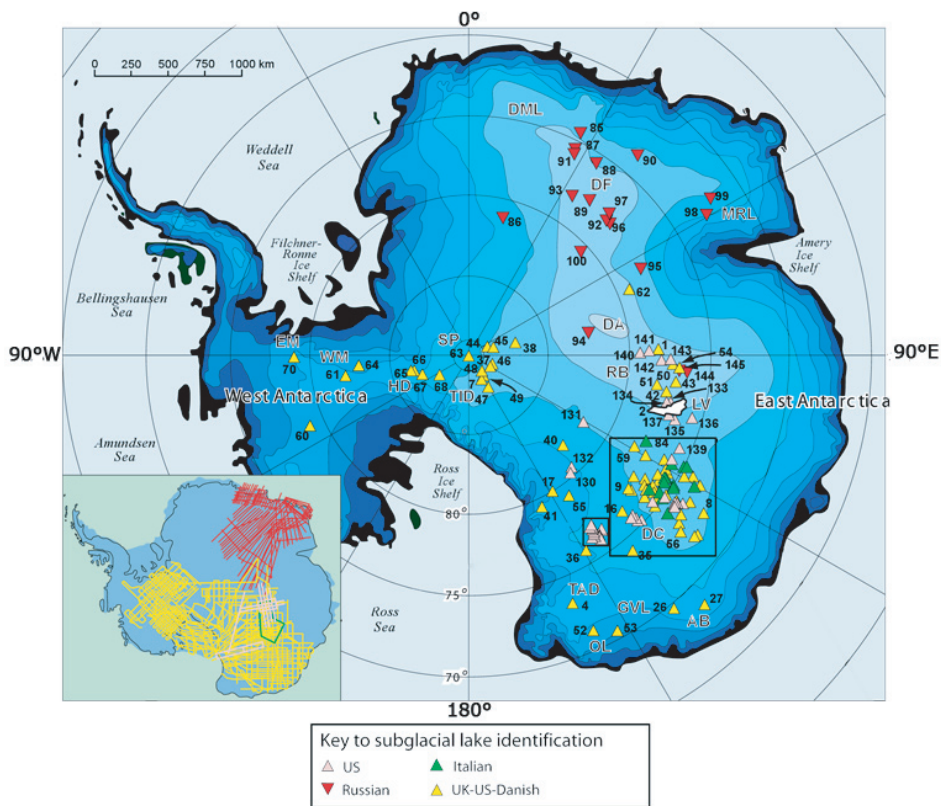 0°
0 250 500 750 1000 km
DML
85
87
91
88
90
Weddell
Sea
93
DF
99
89
97
98
MRL
86
92
96
Filchner-
Ronne
Ice
Shelf
100
Amery
Ice
Shelf
95
Bellingshausen
Sea
62
DA
SP
94
141
1
143
54
EM
44
45
38
63
37
46
140
90°W
90°E
70
WM
64
66
48
RB
142
50
144
145
61
65
67
68
7
51
43
133
HD
TID
49
134
42
LV
West Antarctica
47
2
East Antarctica
137
135
136
131
60
40
84
139
59
Amundsen
Sea
132
Ross
Ice
Shelf
130
17
9
8
55
16
41
80°
DC
56
36
35
TAD
75°
4
GVL
26
27
AB
Ross
Sea
52
53
OL
70°
180°
Key to subglacial lake identification
US
Italian
Russian
UK-US-Danish